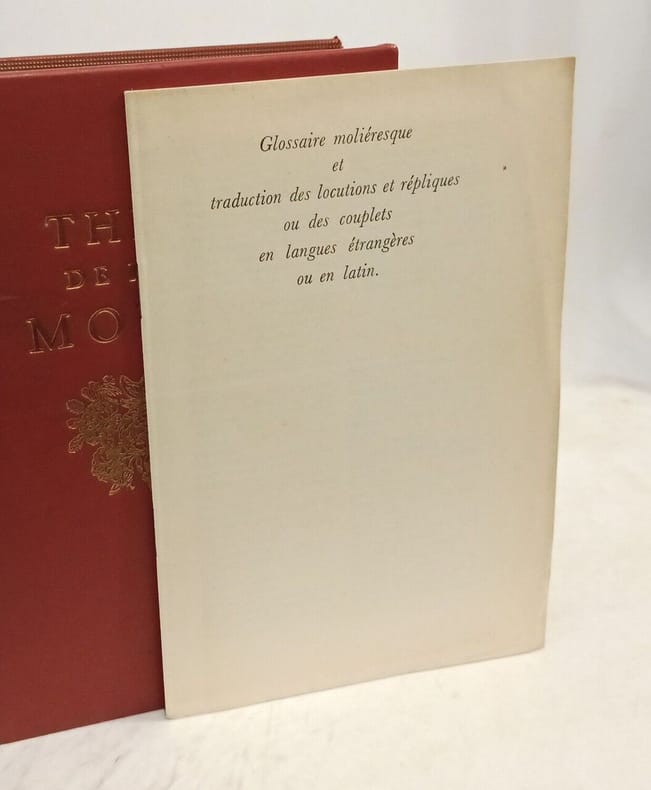 TH
DE
MO
Glossaire moliéresque
et
traduction des locutions et répliques
ou des couplets
en langues étrangères
ou en latin.